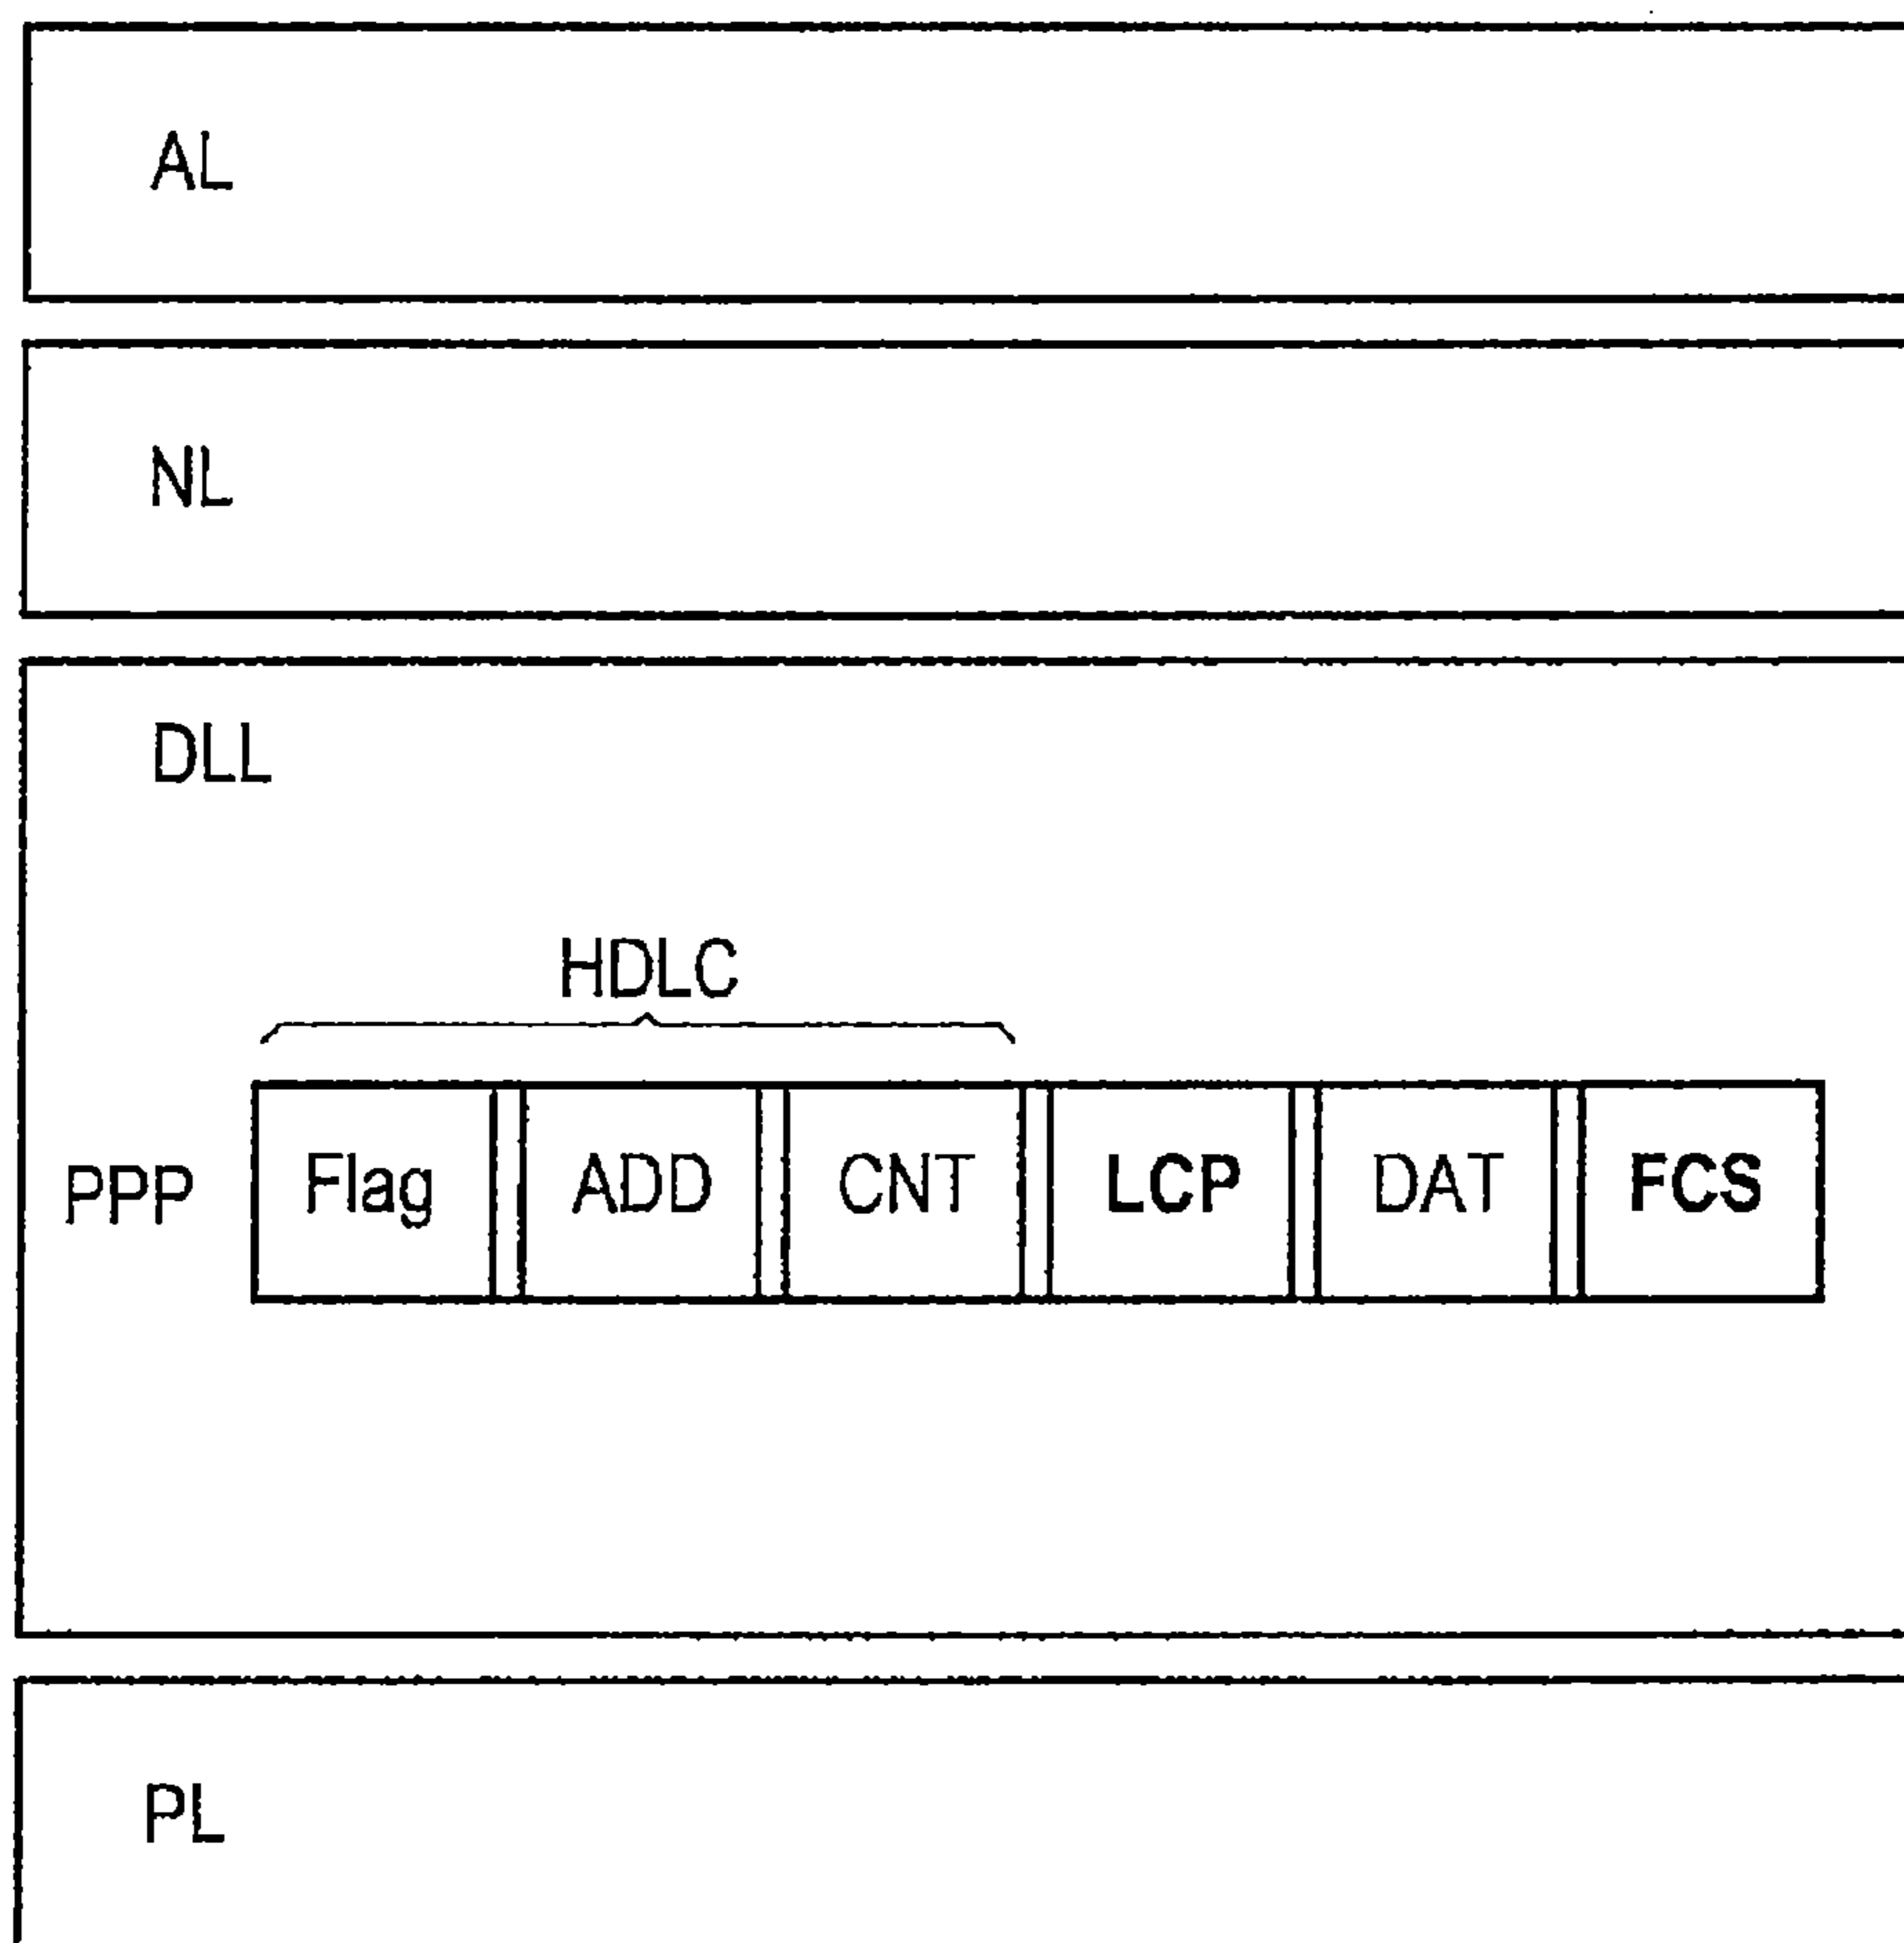 AL
NL
DLL
HDLC
PPP Flag ADD CNT LCP DAT FCS
PL